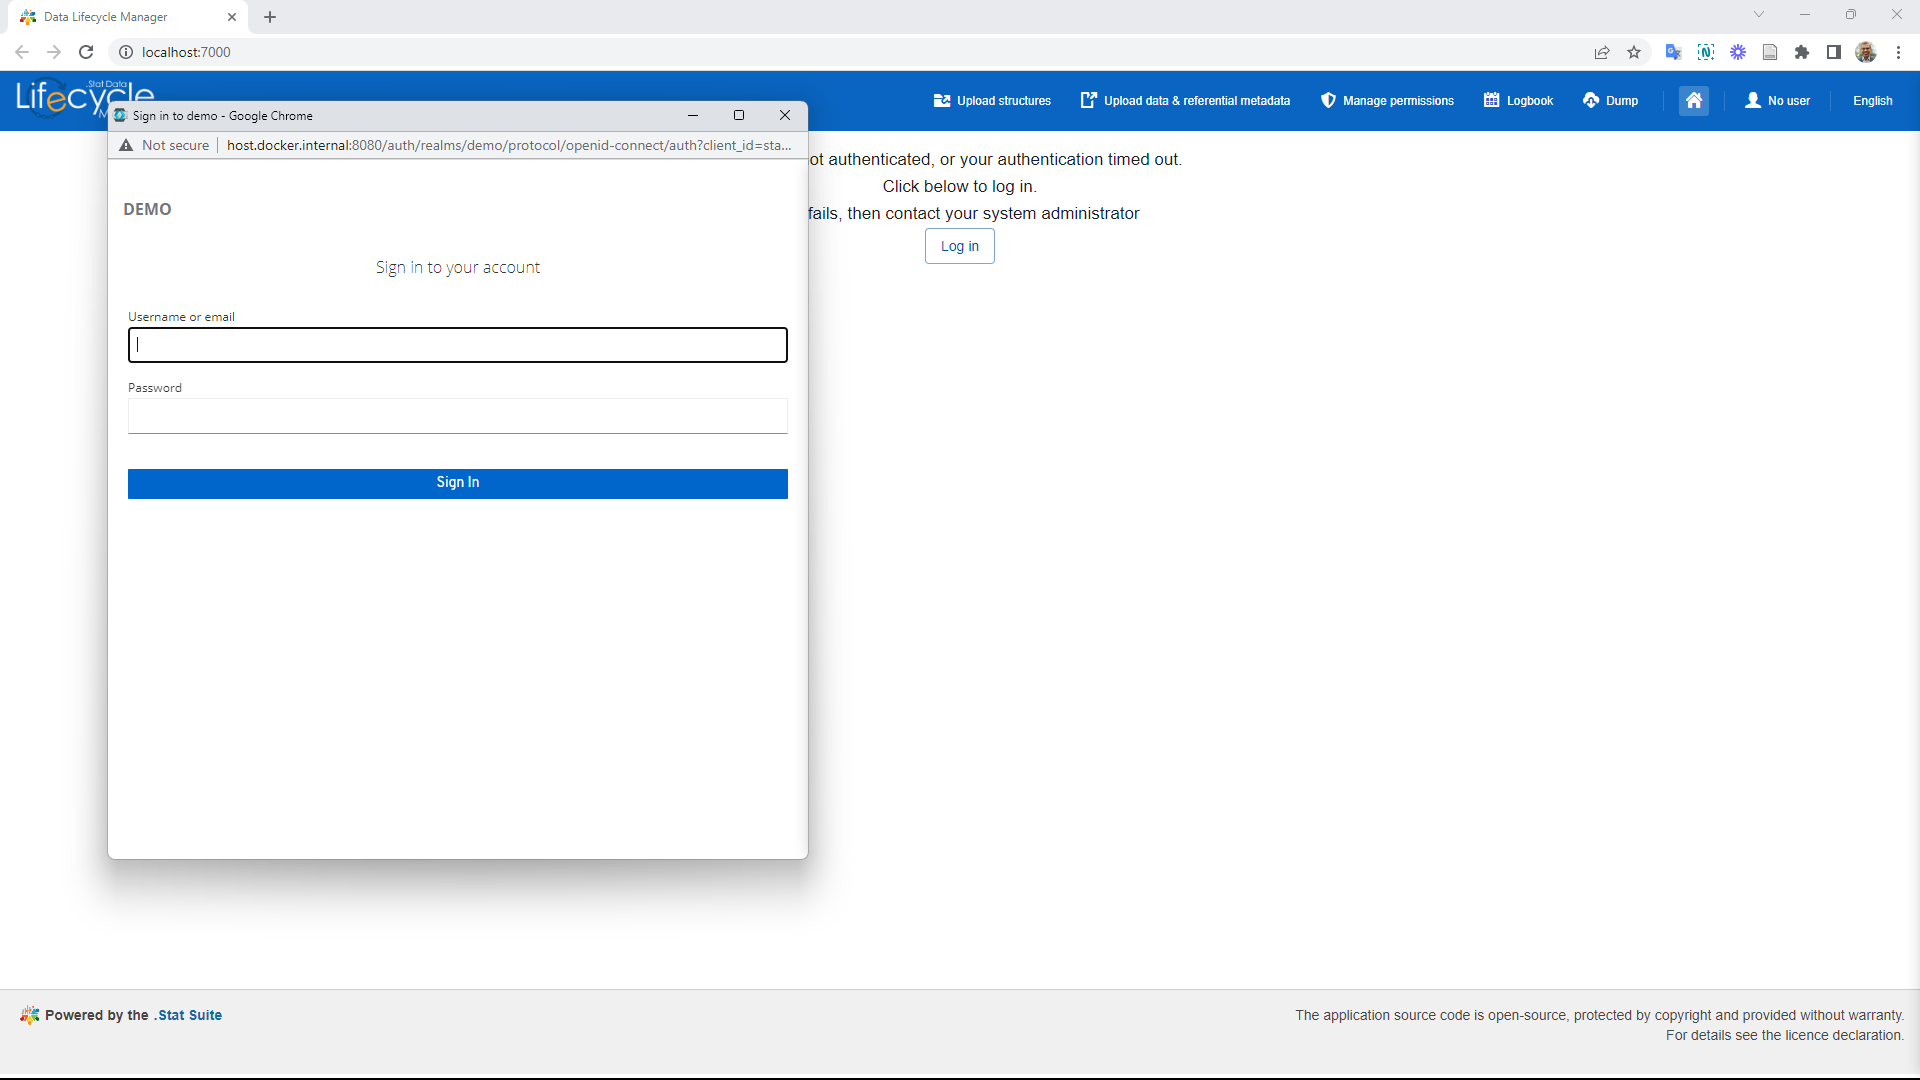 Data Lifecycle Manager
localhost:7000
.Stat Data
Lifecycle
Upload structures
Upload data & referential metadata
Manage permissions
Logbook
Dump
No user
English
Sign in to demo - Google Chrome
Not secure
host.docker.internal:8080/auth/realms/demo/protocol/openid-connect/auth?client_id=sta...
ot authenticated, or your authentication timed out.
Click below to log in.
fails, then contact your system administrator
Log in
DEMO
Sign in to your account
Username or email
Password
Sign In
Powered by the .Stat Suite
The application source code is open-source, protected by copyright and provided without warranty.
For details see the licence declaration.